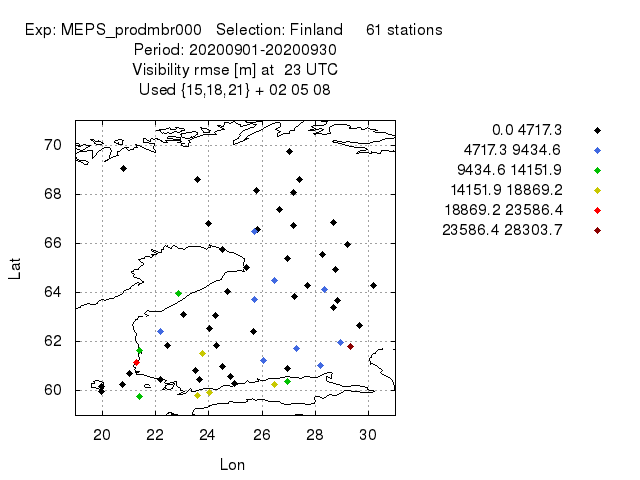 Exp: MEPS_prodmbr000 Selection: Finland 61 stations
Period: 20200901-20200930
Visibility rmse [m] at 23 UTC
Used {15,18,21} + 02 05 08
0.0 4717.3
4717.3 9434.6
9434.6 14151.9
14151.9 18869.2
18869.2 23586.4
23586.4 28303.7
70
68
66
64
62
60
Lat
20 22 24 26 28 30
Lon